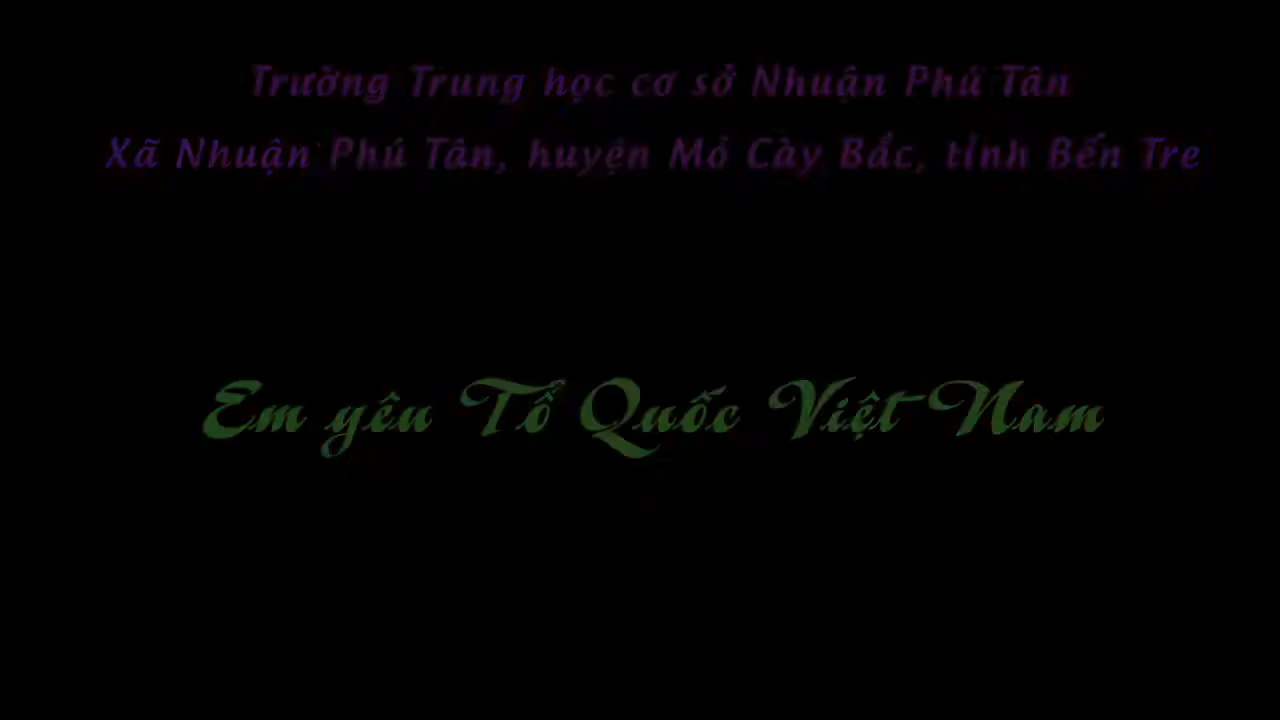 Trường Trung học cơ sở Nhuận Phú Tân
Xã Nhuận Phú Tân, huyện Mỏ Cày Bắc, tỉnh Bến Tre
Em yêu Tổ Quốc Việt Nam